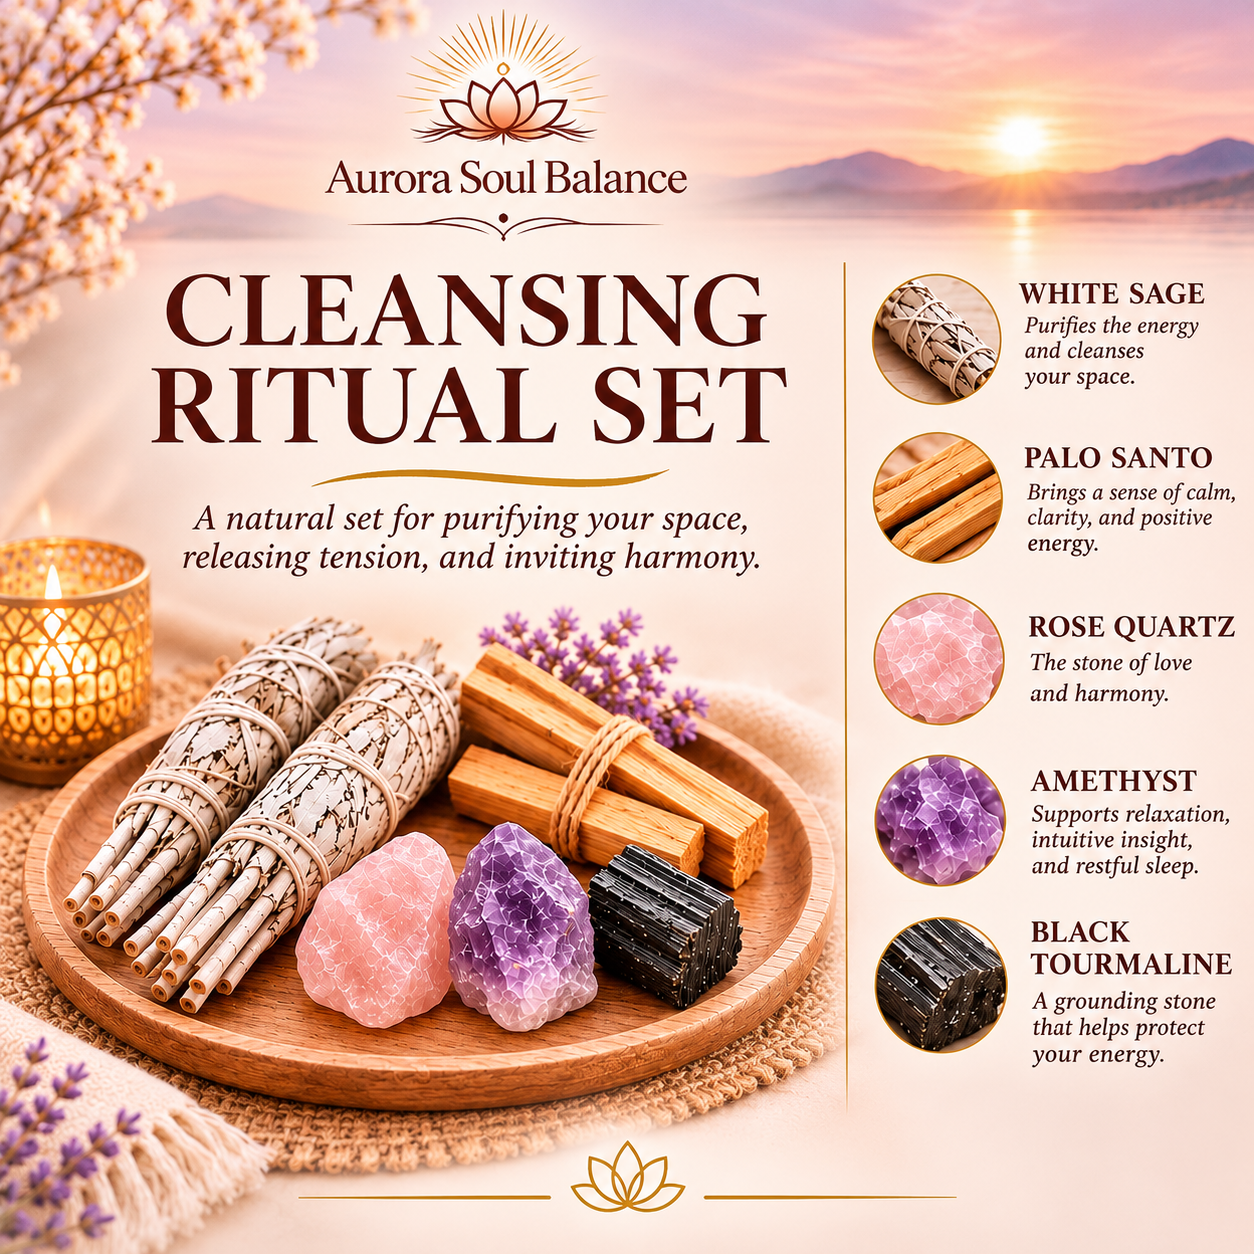 Aurora Soul Balance
CLEANSING
RITUAL SET
A natural set for purifying your space,
releasing tension, and inviting harmony.
WHITE SAGE
Purifies the energy
and cleanses
your space.
PALO SANTO
Brings a sense of calm,
clarity, and positive
energy.
ROSE QUARTZ
The stone of love
and harmony.
AMETHYST
Supports relaxation,
intuitive insight,
and restful sleep.
BLACK
TOURMALINE
A grounding stone
that helps protect
your energy.